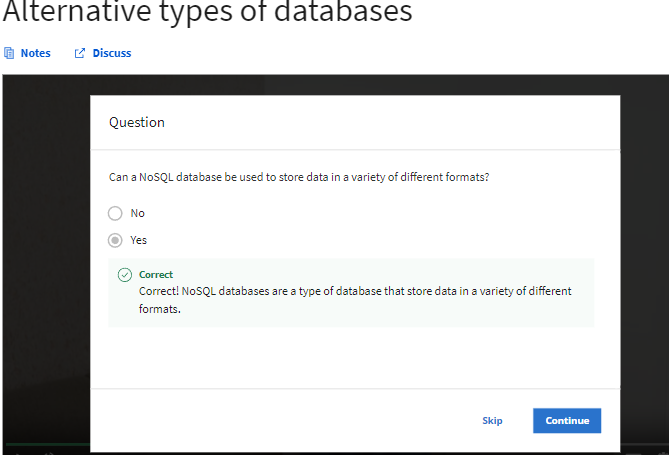 Alternative types of databases
Notes
Discuss
Question
Can a NoSQL database be used to store data in a variety of different formats?
No
Yes
Correct
Correct! NoSQL databases are a type of database that store data in a variety of different
formats.
Skip
Continue